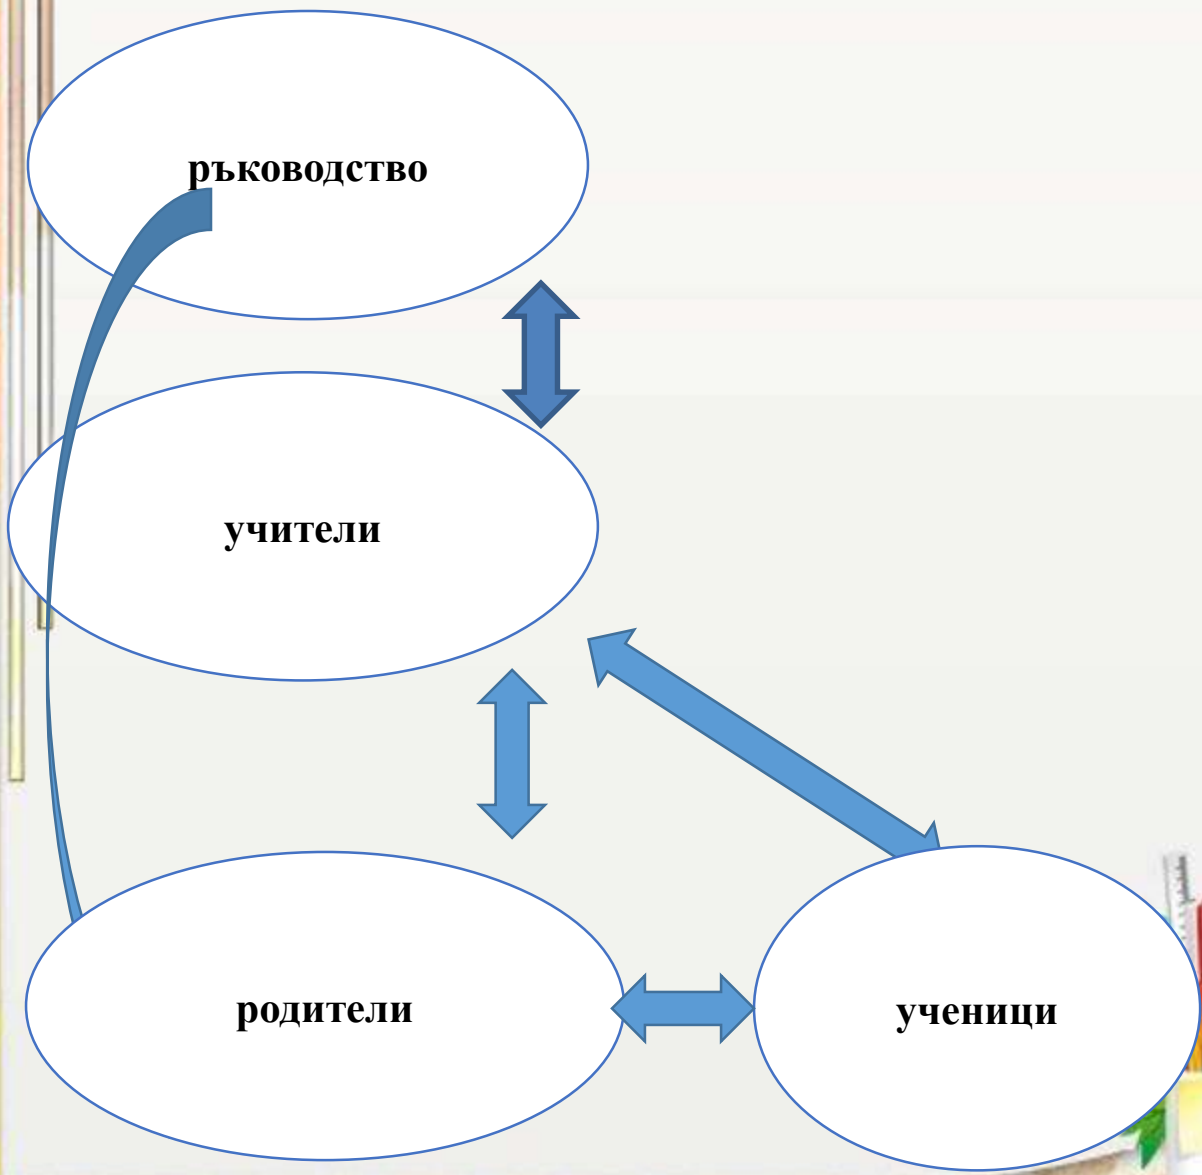 ръководство
учители
родители
ученици